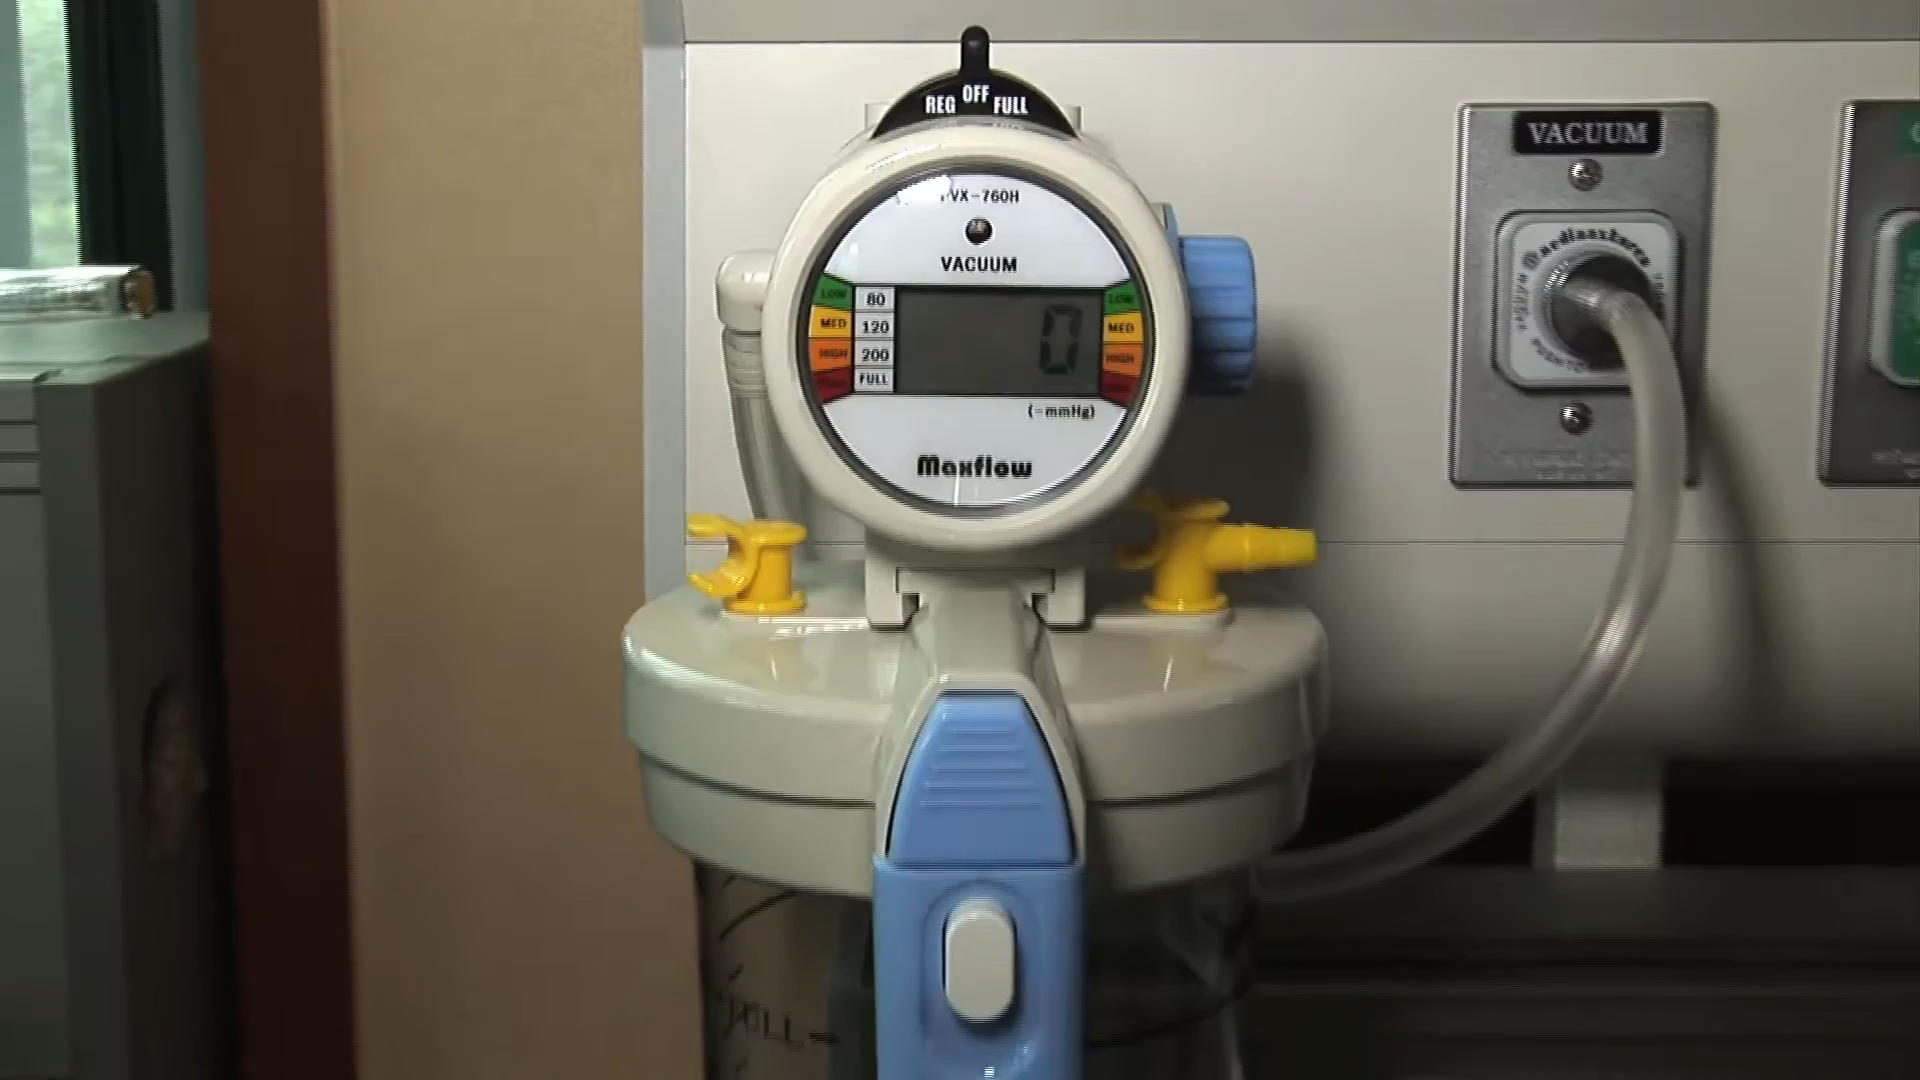 REG OFF FULL
VX-760H
VACUUM
LOW 80 LOW
MED 120 MED
HIGH 200 HIGH
FULL
0
(-mmHg)
Maxflow
VACUUM